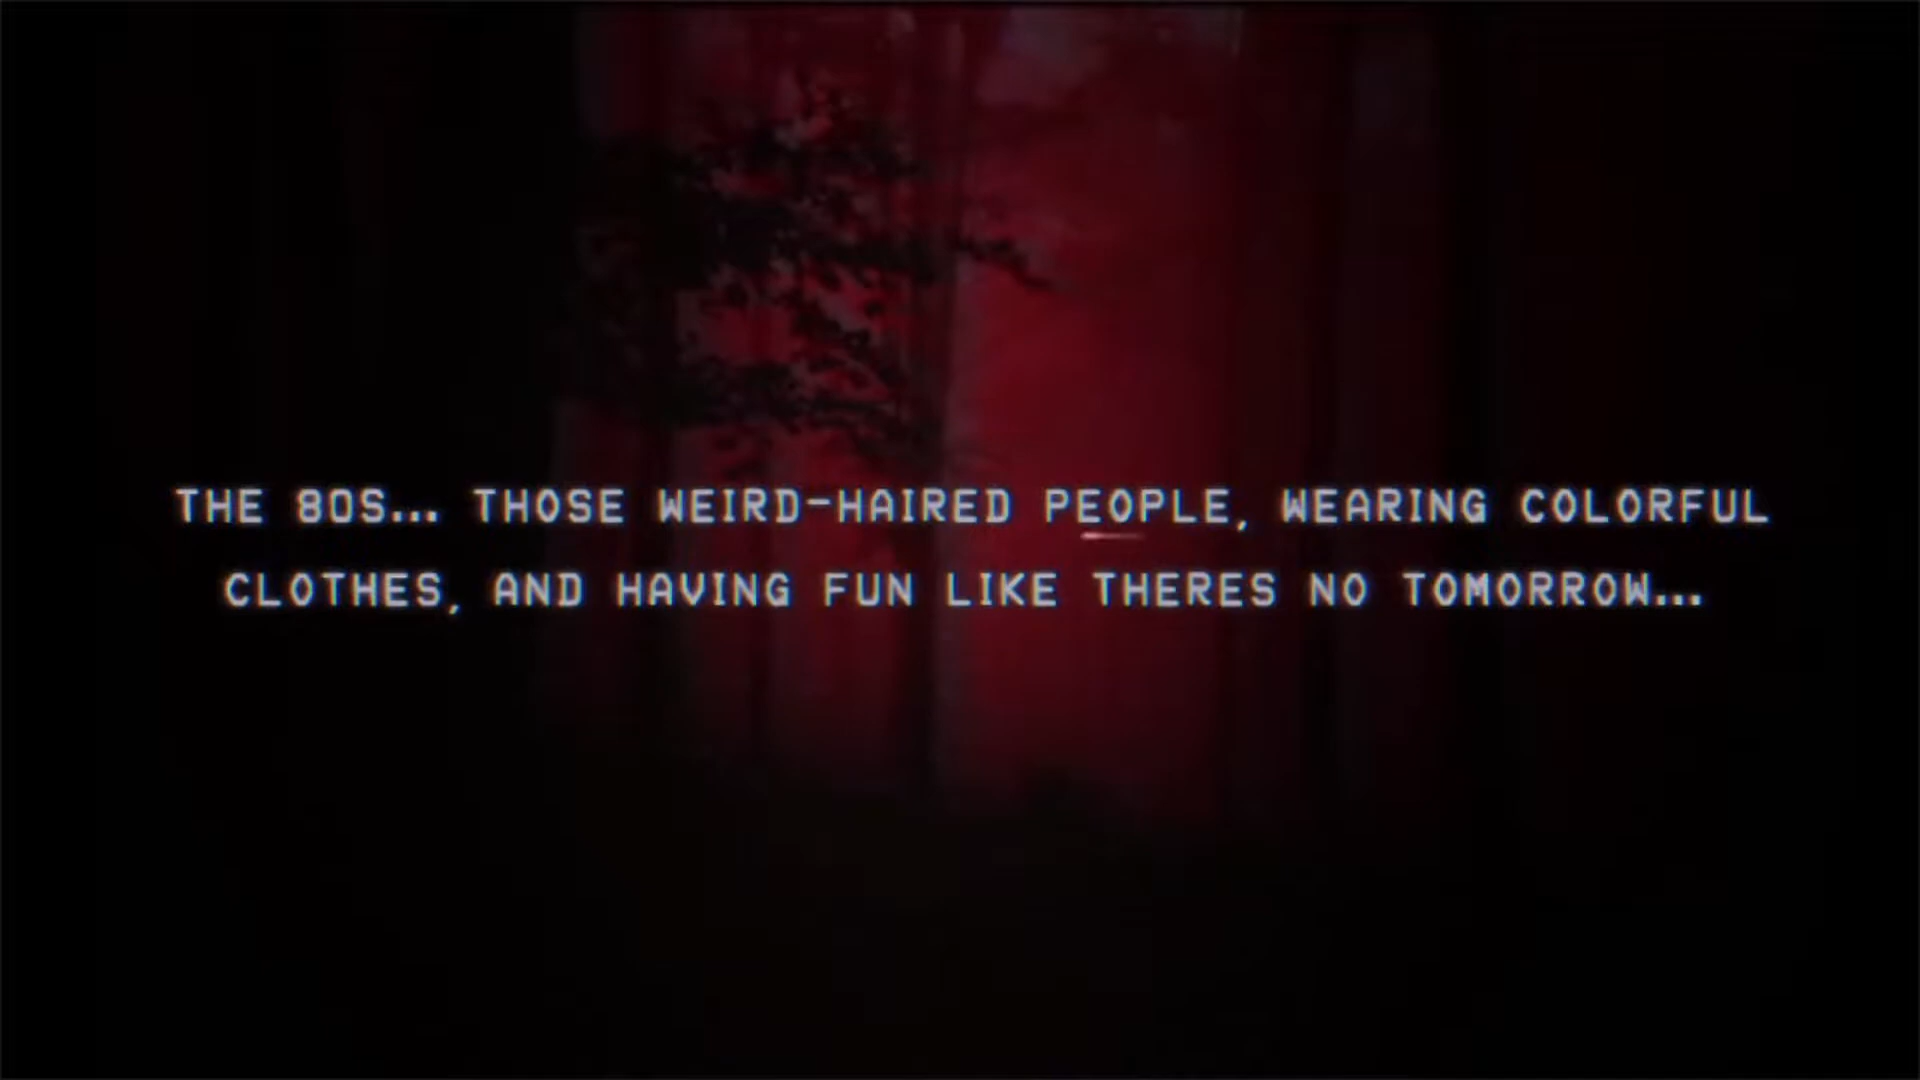 THE 80S... THOSE WEIRD-HAIRED PEOPLE, WEARING COLORFUL
CLOTHES, AND HAVING FUN LIKE THERES NO TOMORROW...